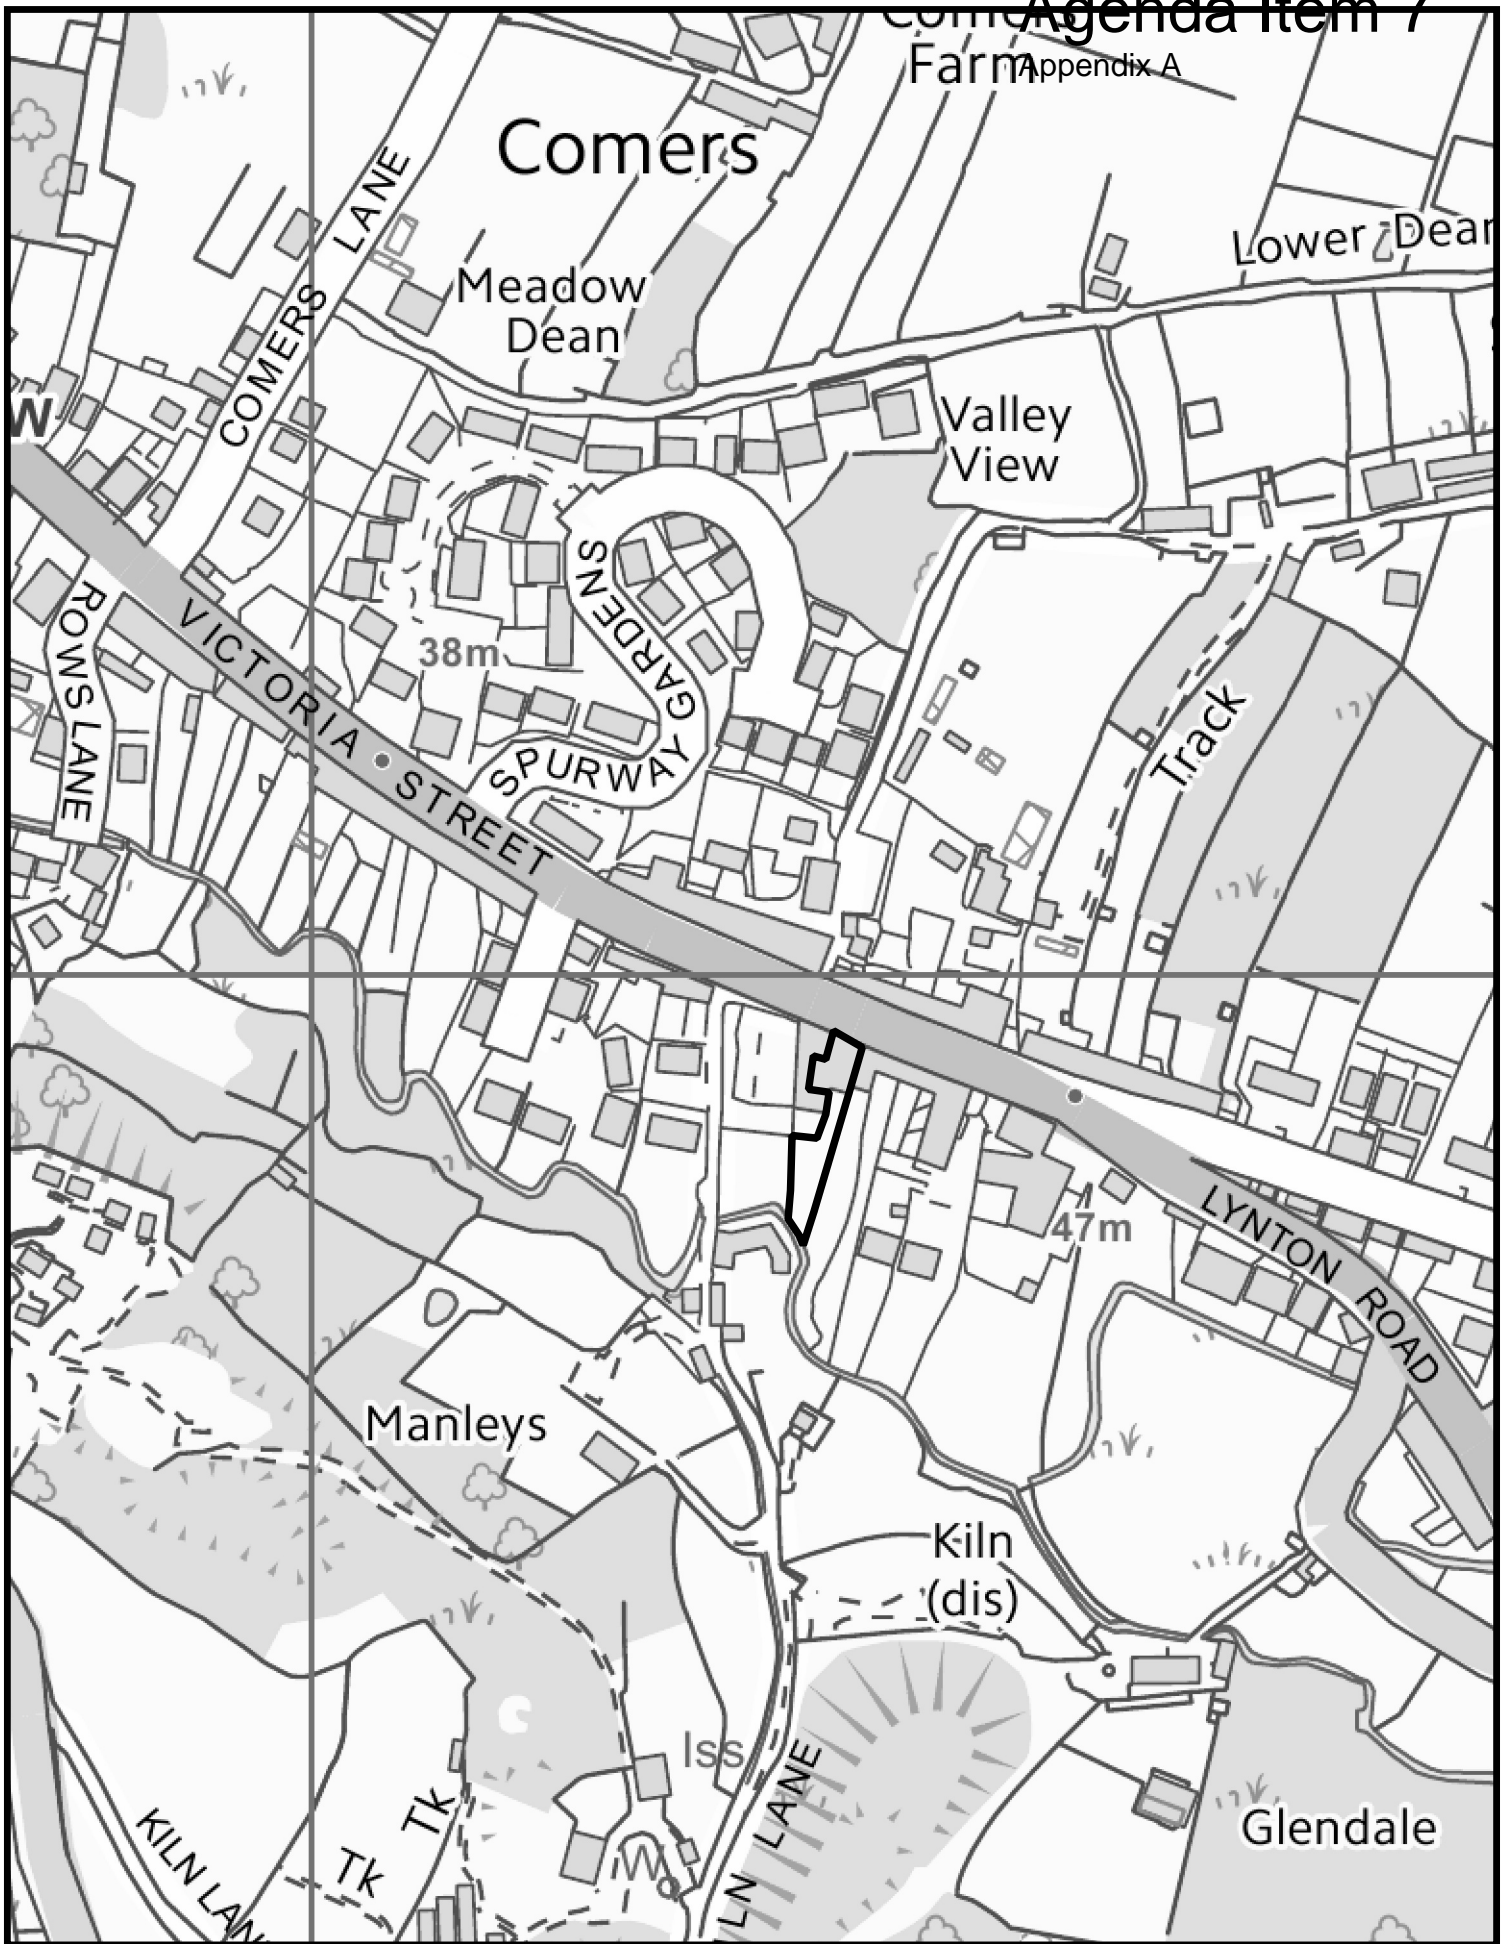 Agenda Item 7
Farm
Appendix A
Comers
COMERS LANE
Meadow
Dean
Lower Dean
Valley
View
W
VICTORIA STREET
ROWS LANE
38m
SPURWAY GARDENS
Track
47m
LYNTON ROAD
Manleys
Kiln
(dis)
Iss
Tk
Tk
KILN LANE
LN LANE
W
Glendale